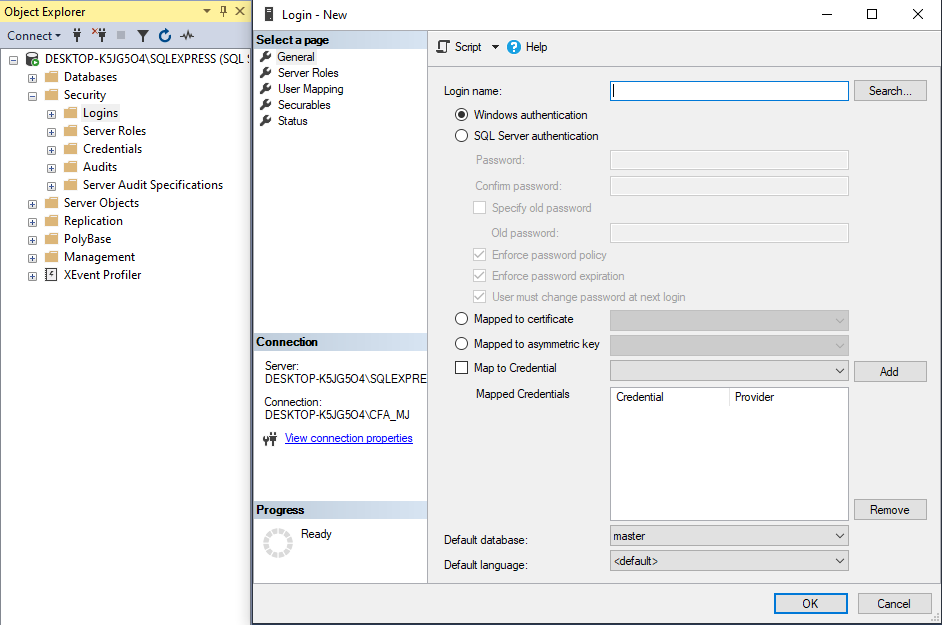 Object Explorer
Connect
DESKTOP-K5JG5O4\SQLEXPRESS (SQL S
Databases
Security
Logins
Server Roles
Credentials
Audits
Server Audit Specifications
Server Objects
Replication
PolyBase
Management
XEvent Profiler
Login - New
Select a page
General
Server Roles
User Mapping
Securables
Status
Connection
Server:
DESKTOP-K5JG5O4\SQLEXPRE
Connection:
DESKTOP-K5JG5O4\CFA_MJ
View connection properties
Progress
Ready
Script
Help
Login name:
Search...
Windows authentication
SQL Server authentication
Password:
Confirm password:
Specify old password
Old password:
Enforce password policy
Enforce password expiration
User must change password at next login
Mapped to certificate
Mapped to asymmetric key
Map to Credential
Add
Mapped Credentials
Credential Provider
Remove
Default database: master
Default language: <default>
OK Cancel